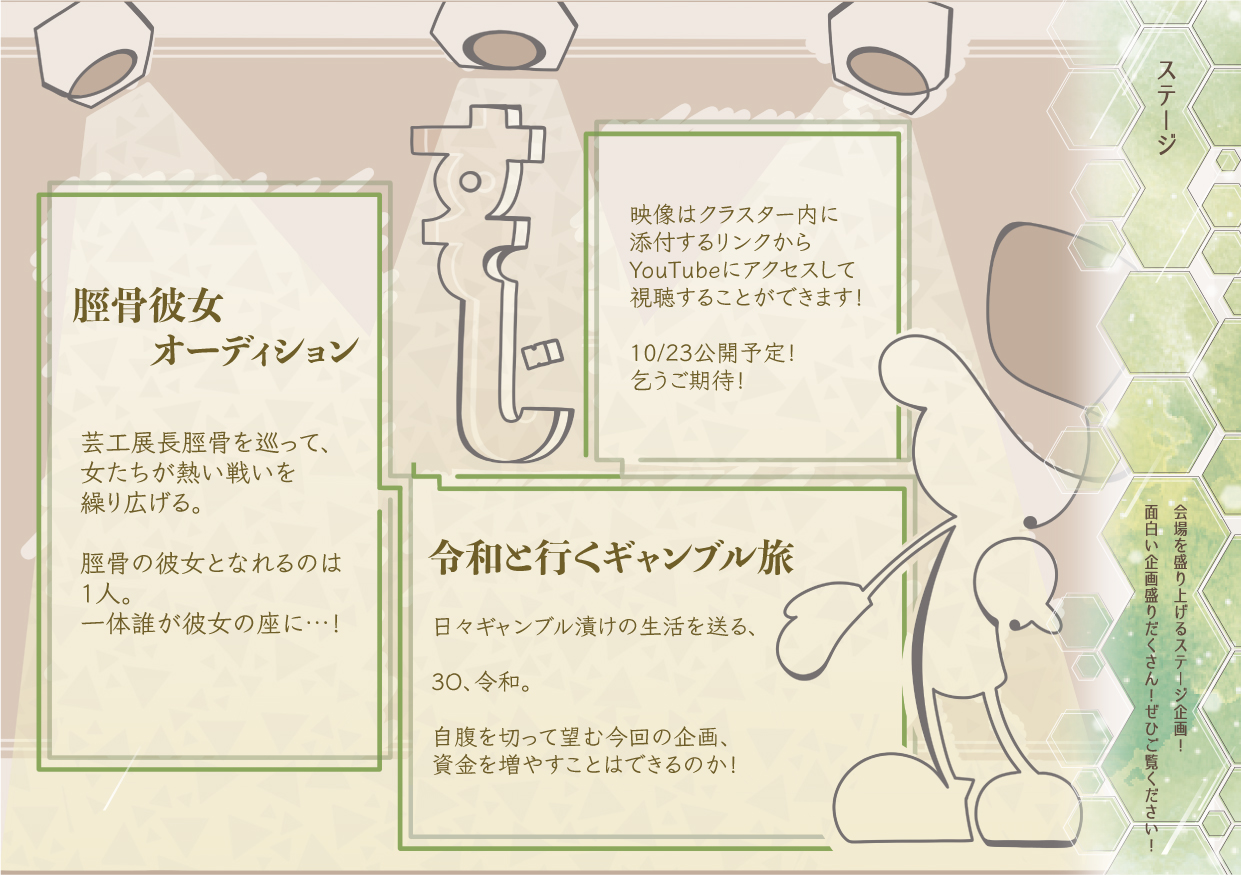 ステージ
会場を盛り上げるステージ企画！
面白い企画盛りだくさん！ぜひご覧ください！
映像はクラスター内に
添付するリンクから
YouTubeにアクセスして
視聴することができます！
10/23公開予定！
乞うご期待！
脛骨彼女
オーディション
芸工展長脛骨を巡って、
女たちが熱い戦いを
繰り広げる。
脛骨の彼女となれるのは
1人。
一体誰が彼女の座に…！
令和と行くギャンブル旅
日々ギャンブル漬けの生活を送る、
3O、令和。
自腹を切って望む今回の企画、
資金を増やすことはできるのか！